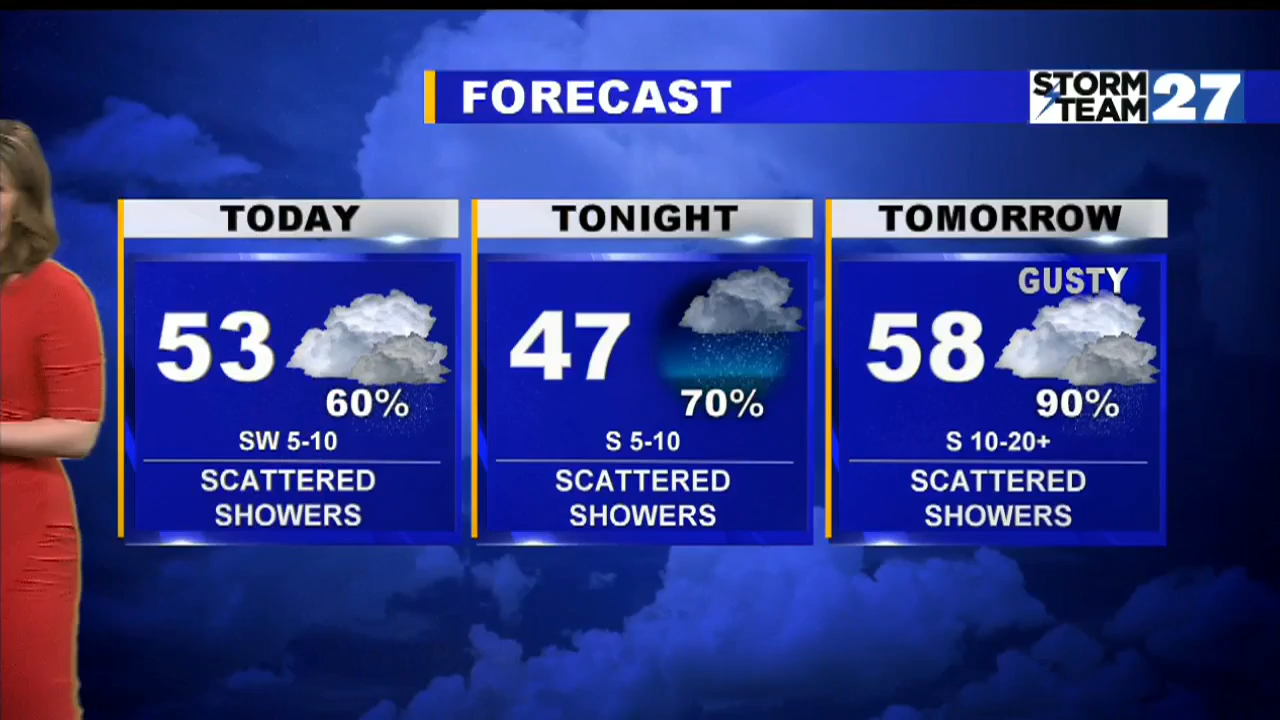 FORECAST
STORM
TEAM
27
TODAY
53
60%
SW 5-10
SCATTERED
SHOWERS
TONIGHT
47
70%
S 5-10
SCATTERED
SHOWERS
TOMORROW
GUSTY
58
90%
S 10-20+
SCATTERED
SHOWERS